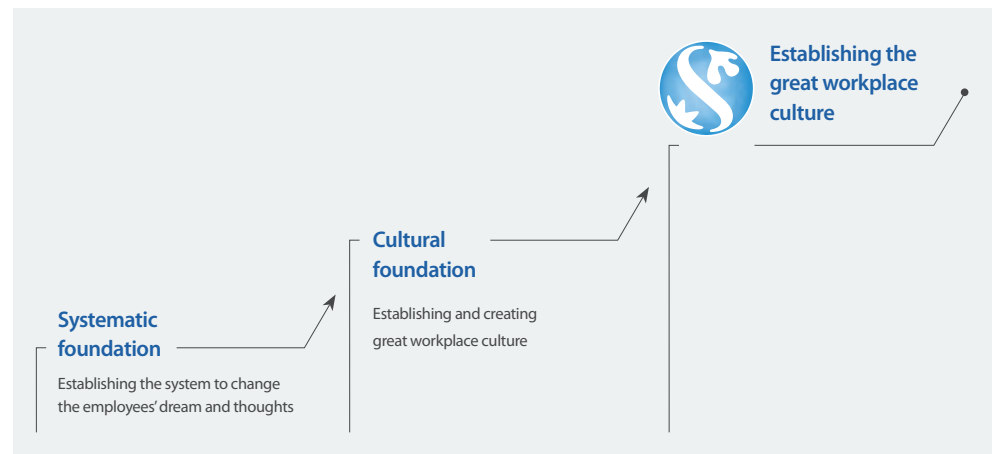 Establishing the
great workplace
culture
Cultural
foundation
Establishing and creating
great workplace culture
Systematic
foundation
Establishing the system to change
the employees' dream and thoughts